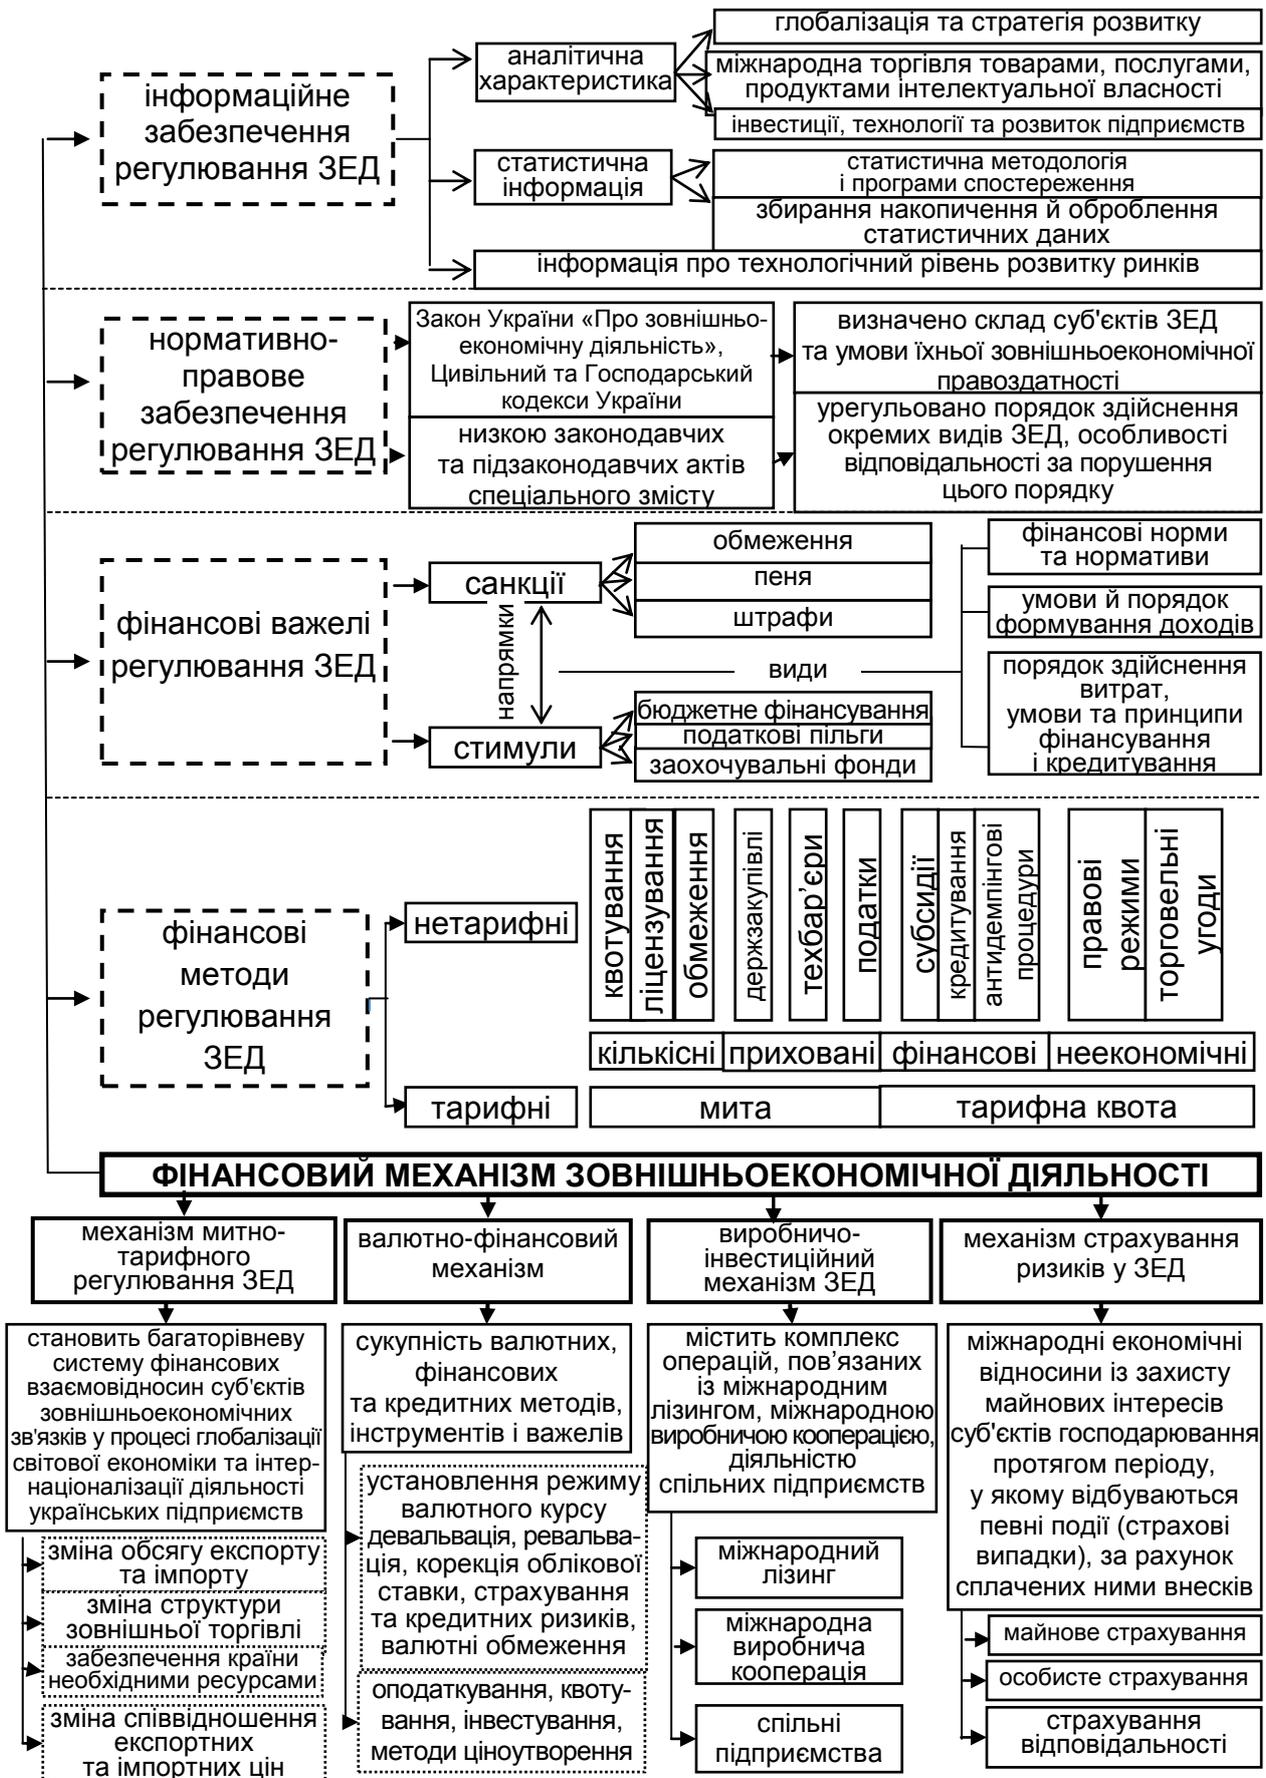 інформаційне
забезпечення
регулювання ЗЕД
аналітична
характеристика
глобалізація та стратегія розвитку
міжнародна торгівля товарами, послугами,
продуктами інтелектуальної власності
інвестиції, технології та розвиток підприємств
статистична
інформація
статистична методологія
і програми спостереження
збирання накопичення й оброблення
статистичних даних
інформація про технологічний рівень розвитку ринків
нормативно-
правове
забезпечення
регулювання ЗЕД
Закон України «Про зовнішньо-
економічну діяльність»,
Цивільний та Господарський
кодекси України
низкою законодавчих
та підзаконодавчих актів
спеціального змісту
визначено склад суб'єктів ЗЕД
та умови їхньої зовнішньоекономічної
правоздатності
урегульовано порядок здійснення
окремих видів ЗЕД, особливості
відповідальності за порушення
цього порядку
фінансові важелі
регулювання ЗЕД
санкції
напрямки
стимули
обмеження
пеня
штрафи
види
бюджетне фінансування
податкові пільги
заохочувальні фонди
фінансові норми
та нормативи
умови й порядок
формування доходів
порядок здійснення
витрат,
умови та принципи
фінансування
і кредитування
фінансові
методи
регулювання
ЗЕД
нетарифні
квотування
ліцензування
обмеження
держзакупівлі
техбар’єри
податки
субсидії
кредитування
антидемпінгові
процедури
правові
режими
торговельні
угоди
кількісні
приховані
фінансові
неекономічні
тарифні
мита
тарифна квота
ФІНАНСОВИЙ МЕХАНІЗМ ЗОВНІШНЬОЕКОНОМІЧНОЇ ДІЯЛЬНОСТІ
механізм митно-
тарифного
регулювання ЗЕД
становить багаторівневу
систему фінансових
взаємовідносин суб'єктів
зовнішньоекономічних
зв'язків у процесі глобалізації
світової економіки та інтер-
націоналізації діяльності
українських підприємств
зміна обсягу експорту
та імпорту
зміна структури
зовнішньої торгівлі
забезпечення країни
необхідними ресурсами
зміна співвідношення
експортних
та імпортних цін
валютно-фінансовий
механізм
сукупність валютних,
фінансових
та кредитних методів,
інструментів і важелів
установлення режиму
валютного курсу
девальвація, ревальва-
ція, корекція облікової
ставки, страхування
та кредитних ризиків,
валютні обмеження
оподаткування, квоту-
вання, інвестування,
методи ціноутворення
виробничо-
інвестиційний
механізм ЗЕД
містить комплекс
операцій, пов’язаних
із міжнародним
лізингом, міжнародною
виробничою кооперацією,
діяльністю
спільних підприємств
міжнародний
лізинг
міжнародна
виробнича
кооперація
спільні
підприємства
механізм страхування
ризиків у ЗЕД
міжнародні економічні
відносини із захисту
майнових інтересів
суб'єктів господарювання
протягом періоду,
у якому відбуваються
певні події (страхові
випадки), за рахунок
сплачених ними внесків
майнове страхування
особисте страхування
страхування
відповідальності